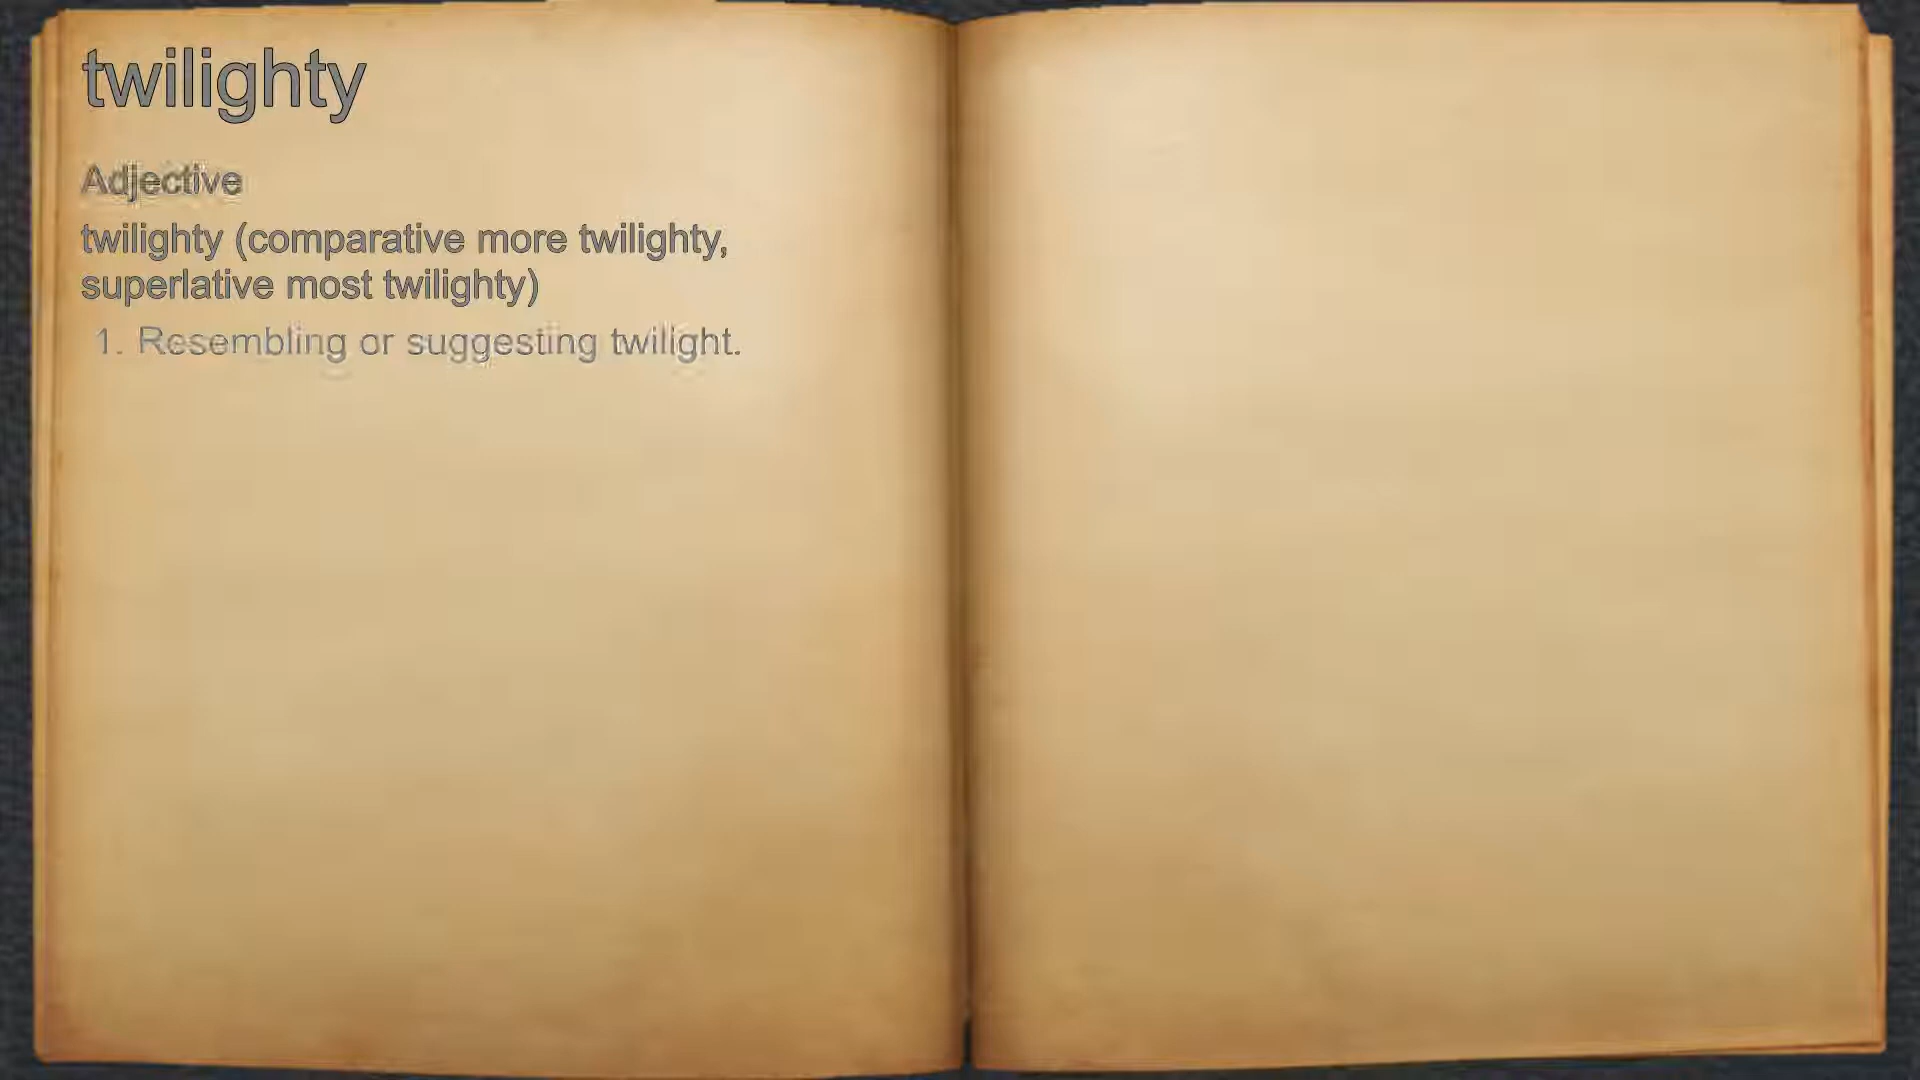 twilighty
Adjective
twilighty (comparative more twilighty,
superlative most twilighty)
1. Resembling or suggesting twilight.